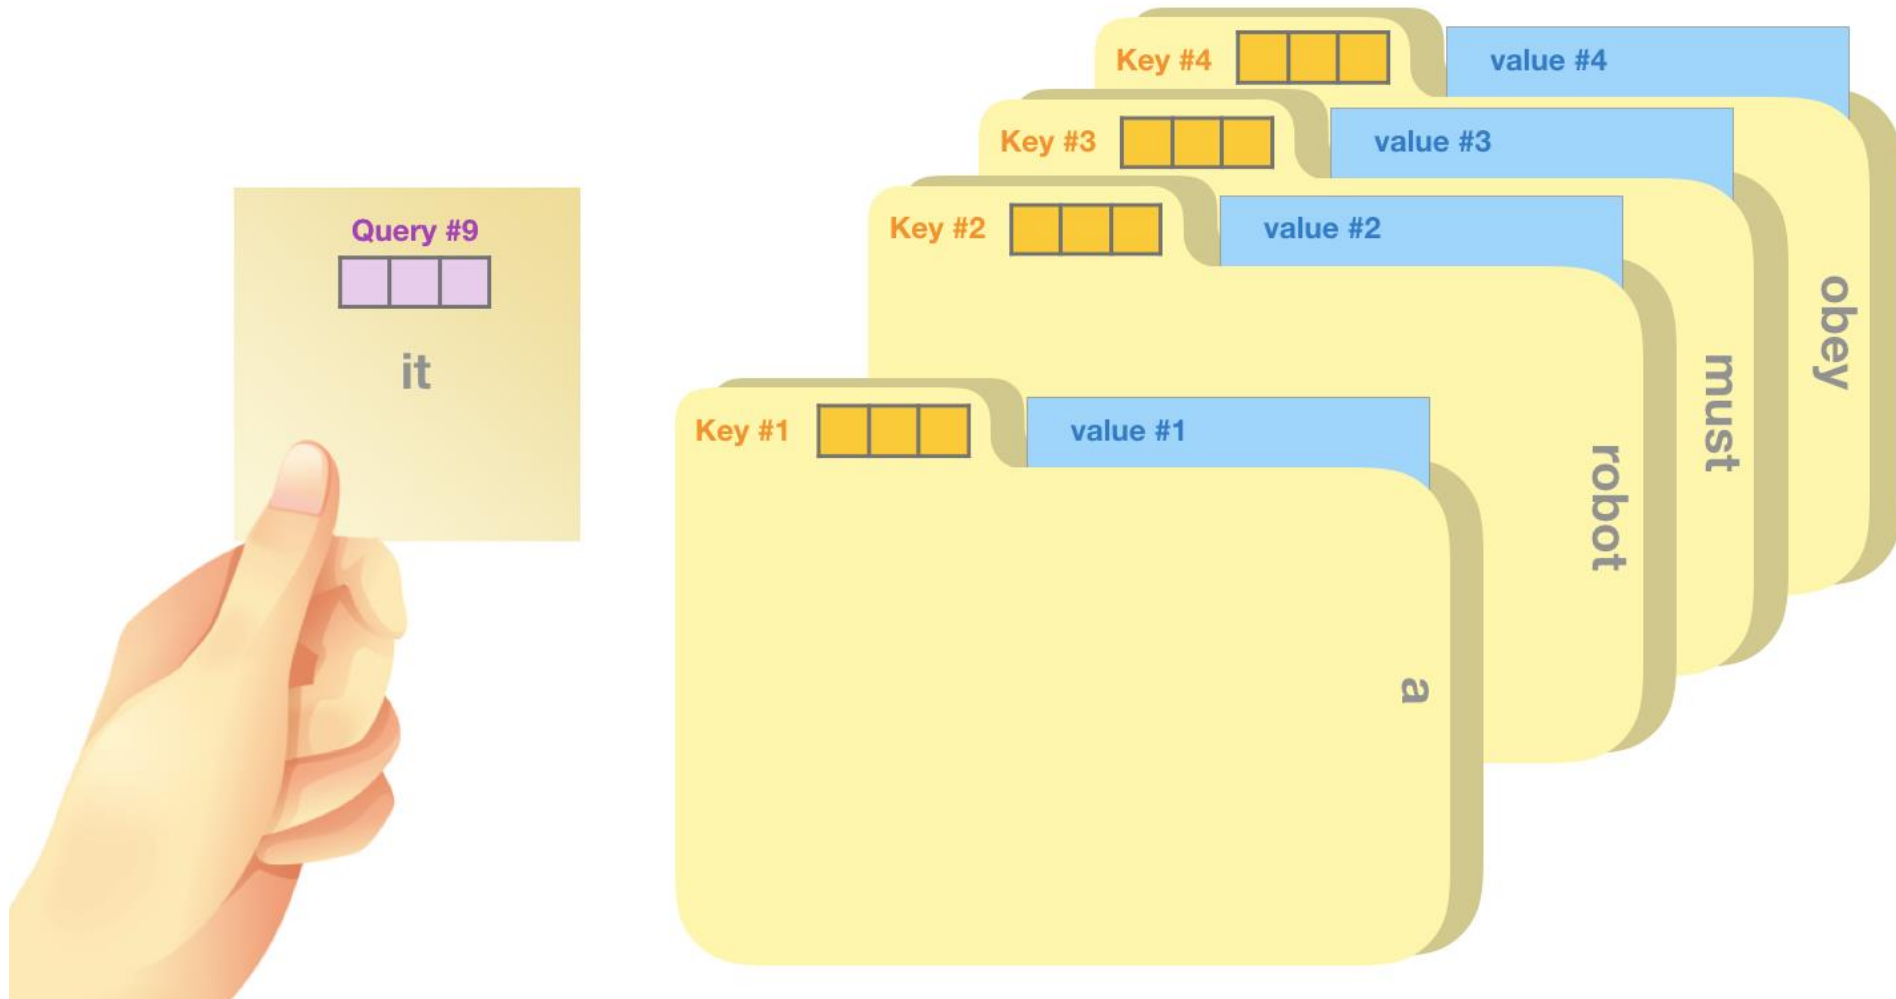 Query #9
it
Key #4 value #4
Key #3 value #3
Key #2 value #2
Key #1 value #1
obey
must
robot
a